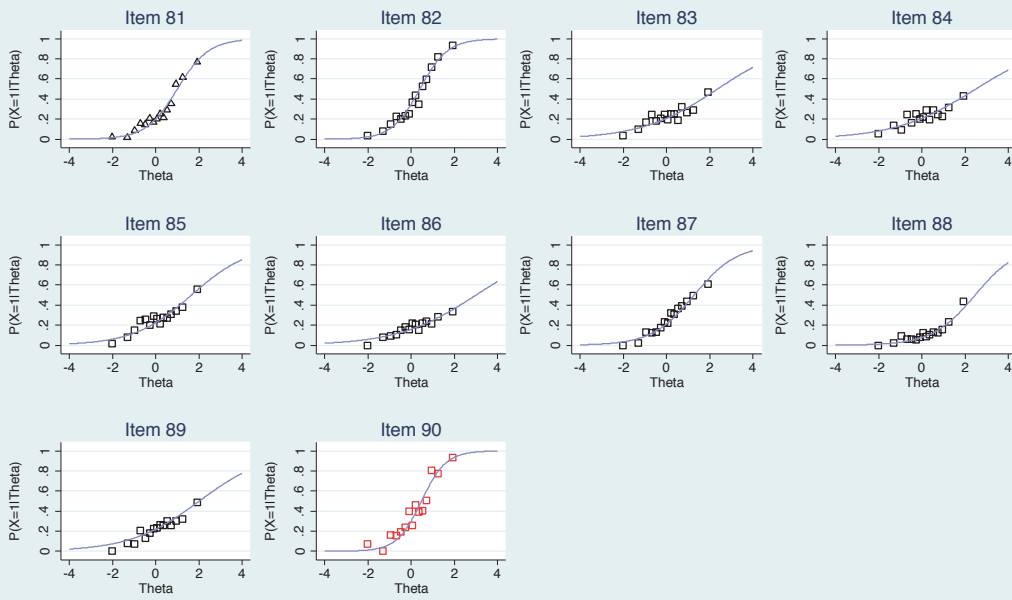 Item 81 Item 82 Item 83 Item 84
P(X=1|Theta) 0 .2 .4 .6 .8 1 P(X=1|Theta) 0 .2 .4 .6 .8 1 P(X=1|Theta) 0 .2 .4 .6 .8 1 P(X=1|Theta) 0 .2 .4 .6 .8 1
-4 -2 0 2 4 -4 -2 0 2 4 -4 -2 0 2 4 -4 -2 0 2 4
Theta Theta Theta Theta
Item 85 Item 86 Item 87 Item 88
P(X=1|Theta) 0 .2 .4 .6 .8 1 P(X=1|Theta) 0 .2 .4 .6 .8 1 P(X=1|Theta) 0 .2 .4 .6 .8 1 P(X=1|Theta) 0 .2 .4 .6 .8 1
-4 -2 0 2 4 -4 -2 0 2 4 -4 -2 0 2 4 -4 -2 0 2 4
Theta Theta Theta Theta
Item 89 Item 90
P(X=1|Theta) 0 .2 .4 .6 .8 1 P(X=1|Theta) 0 .2 .4 .6 .8 1
-4 -2 0 2 4 -4 -2 0 2 4
Theta Theta